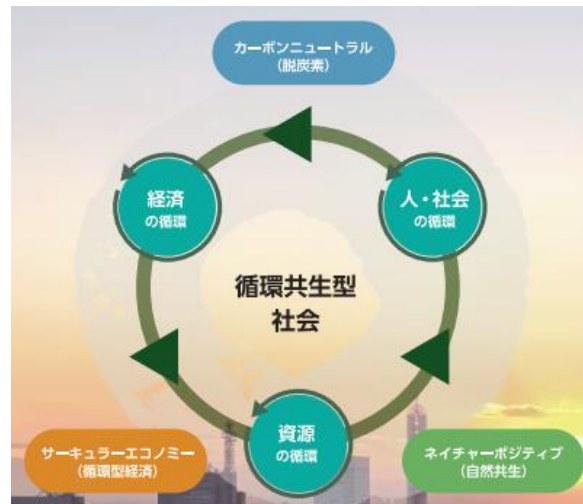 カーボンニュートラル
(脱炭素)
経済
の循環
人・社会
の循環
循環共生型
社会
資源
の循環
サーキュラーエコノミー
(循環型経済)
ネイチャーポジティブ
(自然共生)